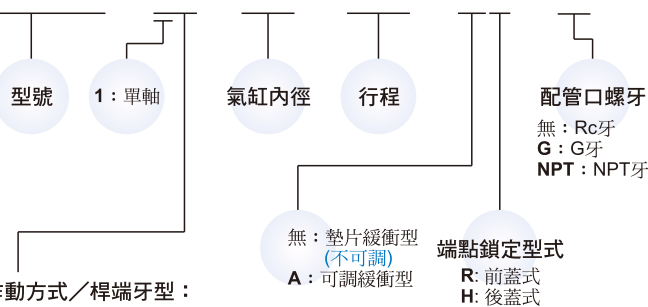 型號
1：單軸
氣缸內徑
行程
配管口螺牙
無：Rc牙
G：G牙
NPT：NPT牙
無：墊片緩衝型
(不可調)
A：可調緩衝型
端點鎖定型式
R: 前蓋式
H: 後蓋式
動方式／桿端牙型：